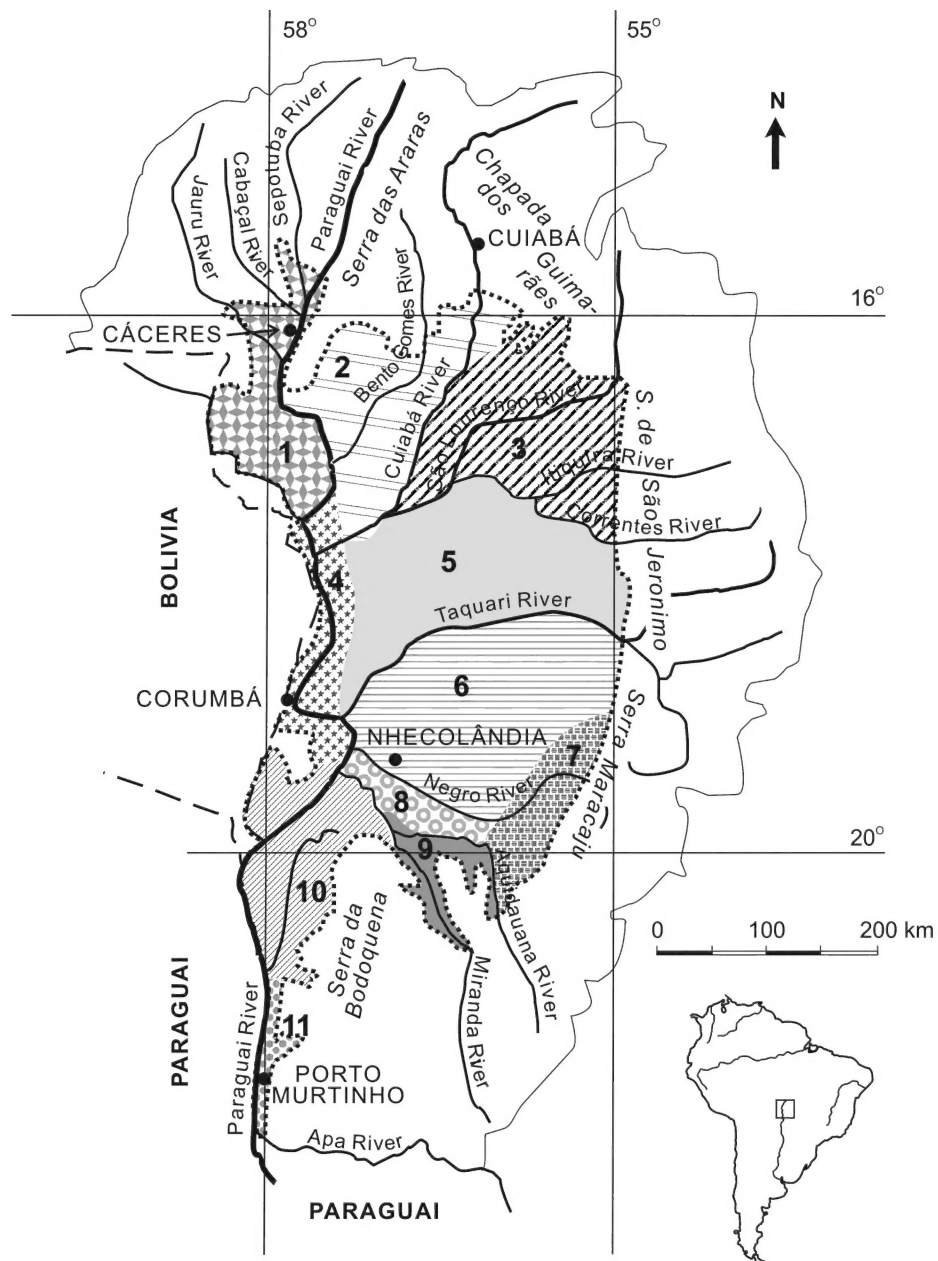 58°
55°
N
Sepotuba River
Paraguai River
Cabaçal River
Jauru River
Serra das Araras
Chapada
dos
Guima-
rães
CUIABÁ
16°
CÁCERES
2
Bento Gomes River
Cuiabá River
São Lourenço River
3
S. de São Jeronimo
Itiquira River
Correntes River
1
BOLIVIA
4
5
Taquari River
6
CORUMBÁ
NHECOLÂNDIA
7
Negro River
8
Serra Maracaju
9
20°
Aquidauana River
10
Serra da
Bodoquena
Miranda River
0 100 200 km
PARAGUAI
Paraguai River
11
PORTO
MURTINHO
Apa River
PARAGUAI